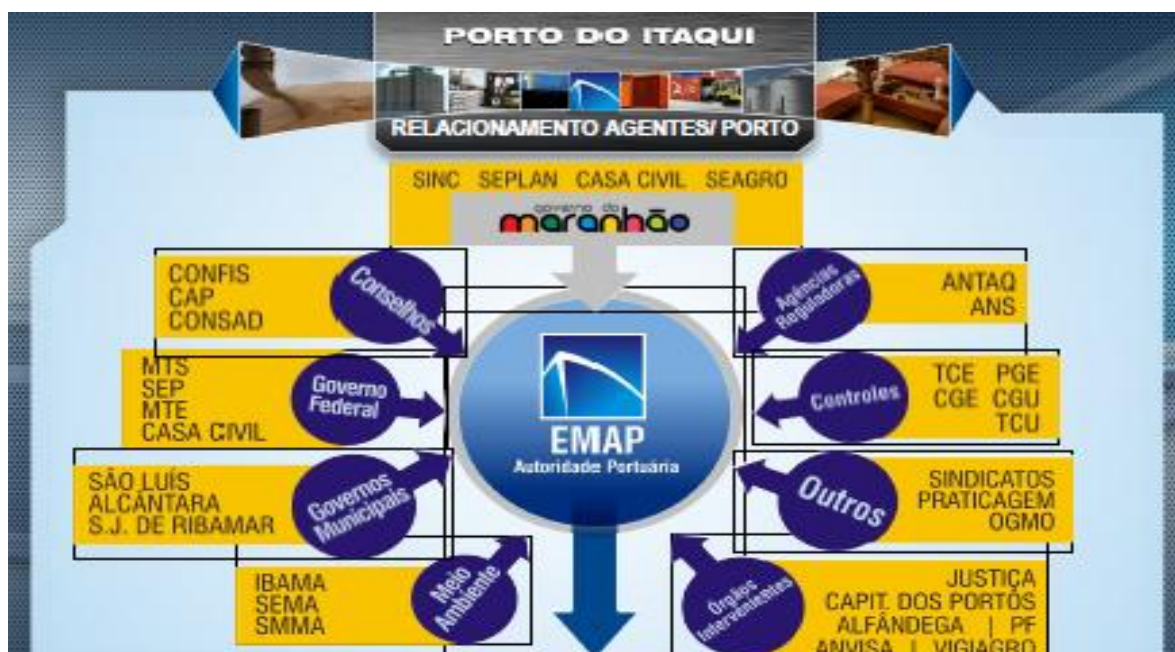 PORTO DO ITAQUI
RELACIONAMENTO AGENTES/ PORTO
SINC SEPLAN CASA CIVIL SEAGRO
governo do
maranhão
CONFIS
CAP
CONSAD
Conselhos
Agências
Reguladoras
ANTAQ
ANS
MTS
SEP
MTE
CASA CIVIL
Governo
Federal
EMAP
Autoridade Portuária
Controles
TCE PGE
CGE CGU
TCU
SÃO LUÍS
ALCÂNTARA
S.J. DE RIBAMAR
Governos
Municipais
Outros
SINDICATOS
PRATICAGEM
OGMO
IBAMA
SEMA
SMMA
Meio
Ambiente
Órgãos
Intervenientes
JUSTIÇA
CAPIT. DOS PORTOS
ALFÂNDEGA | PF
ANVISA | VIGIAGRO